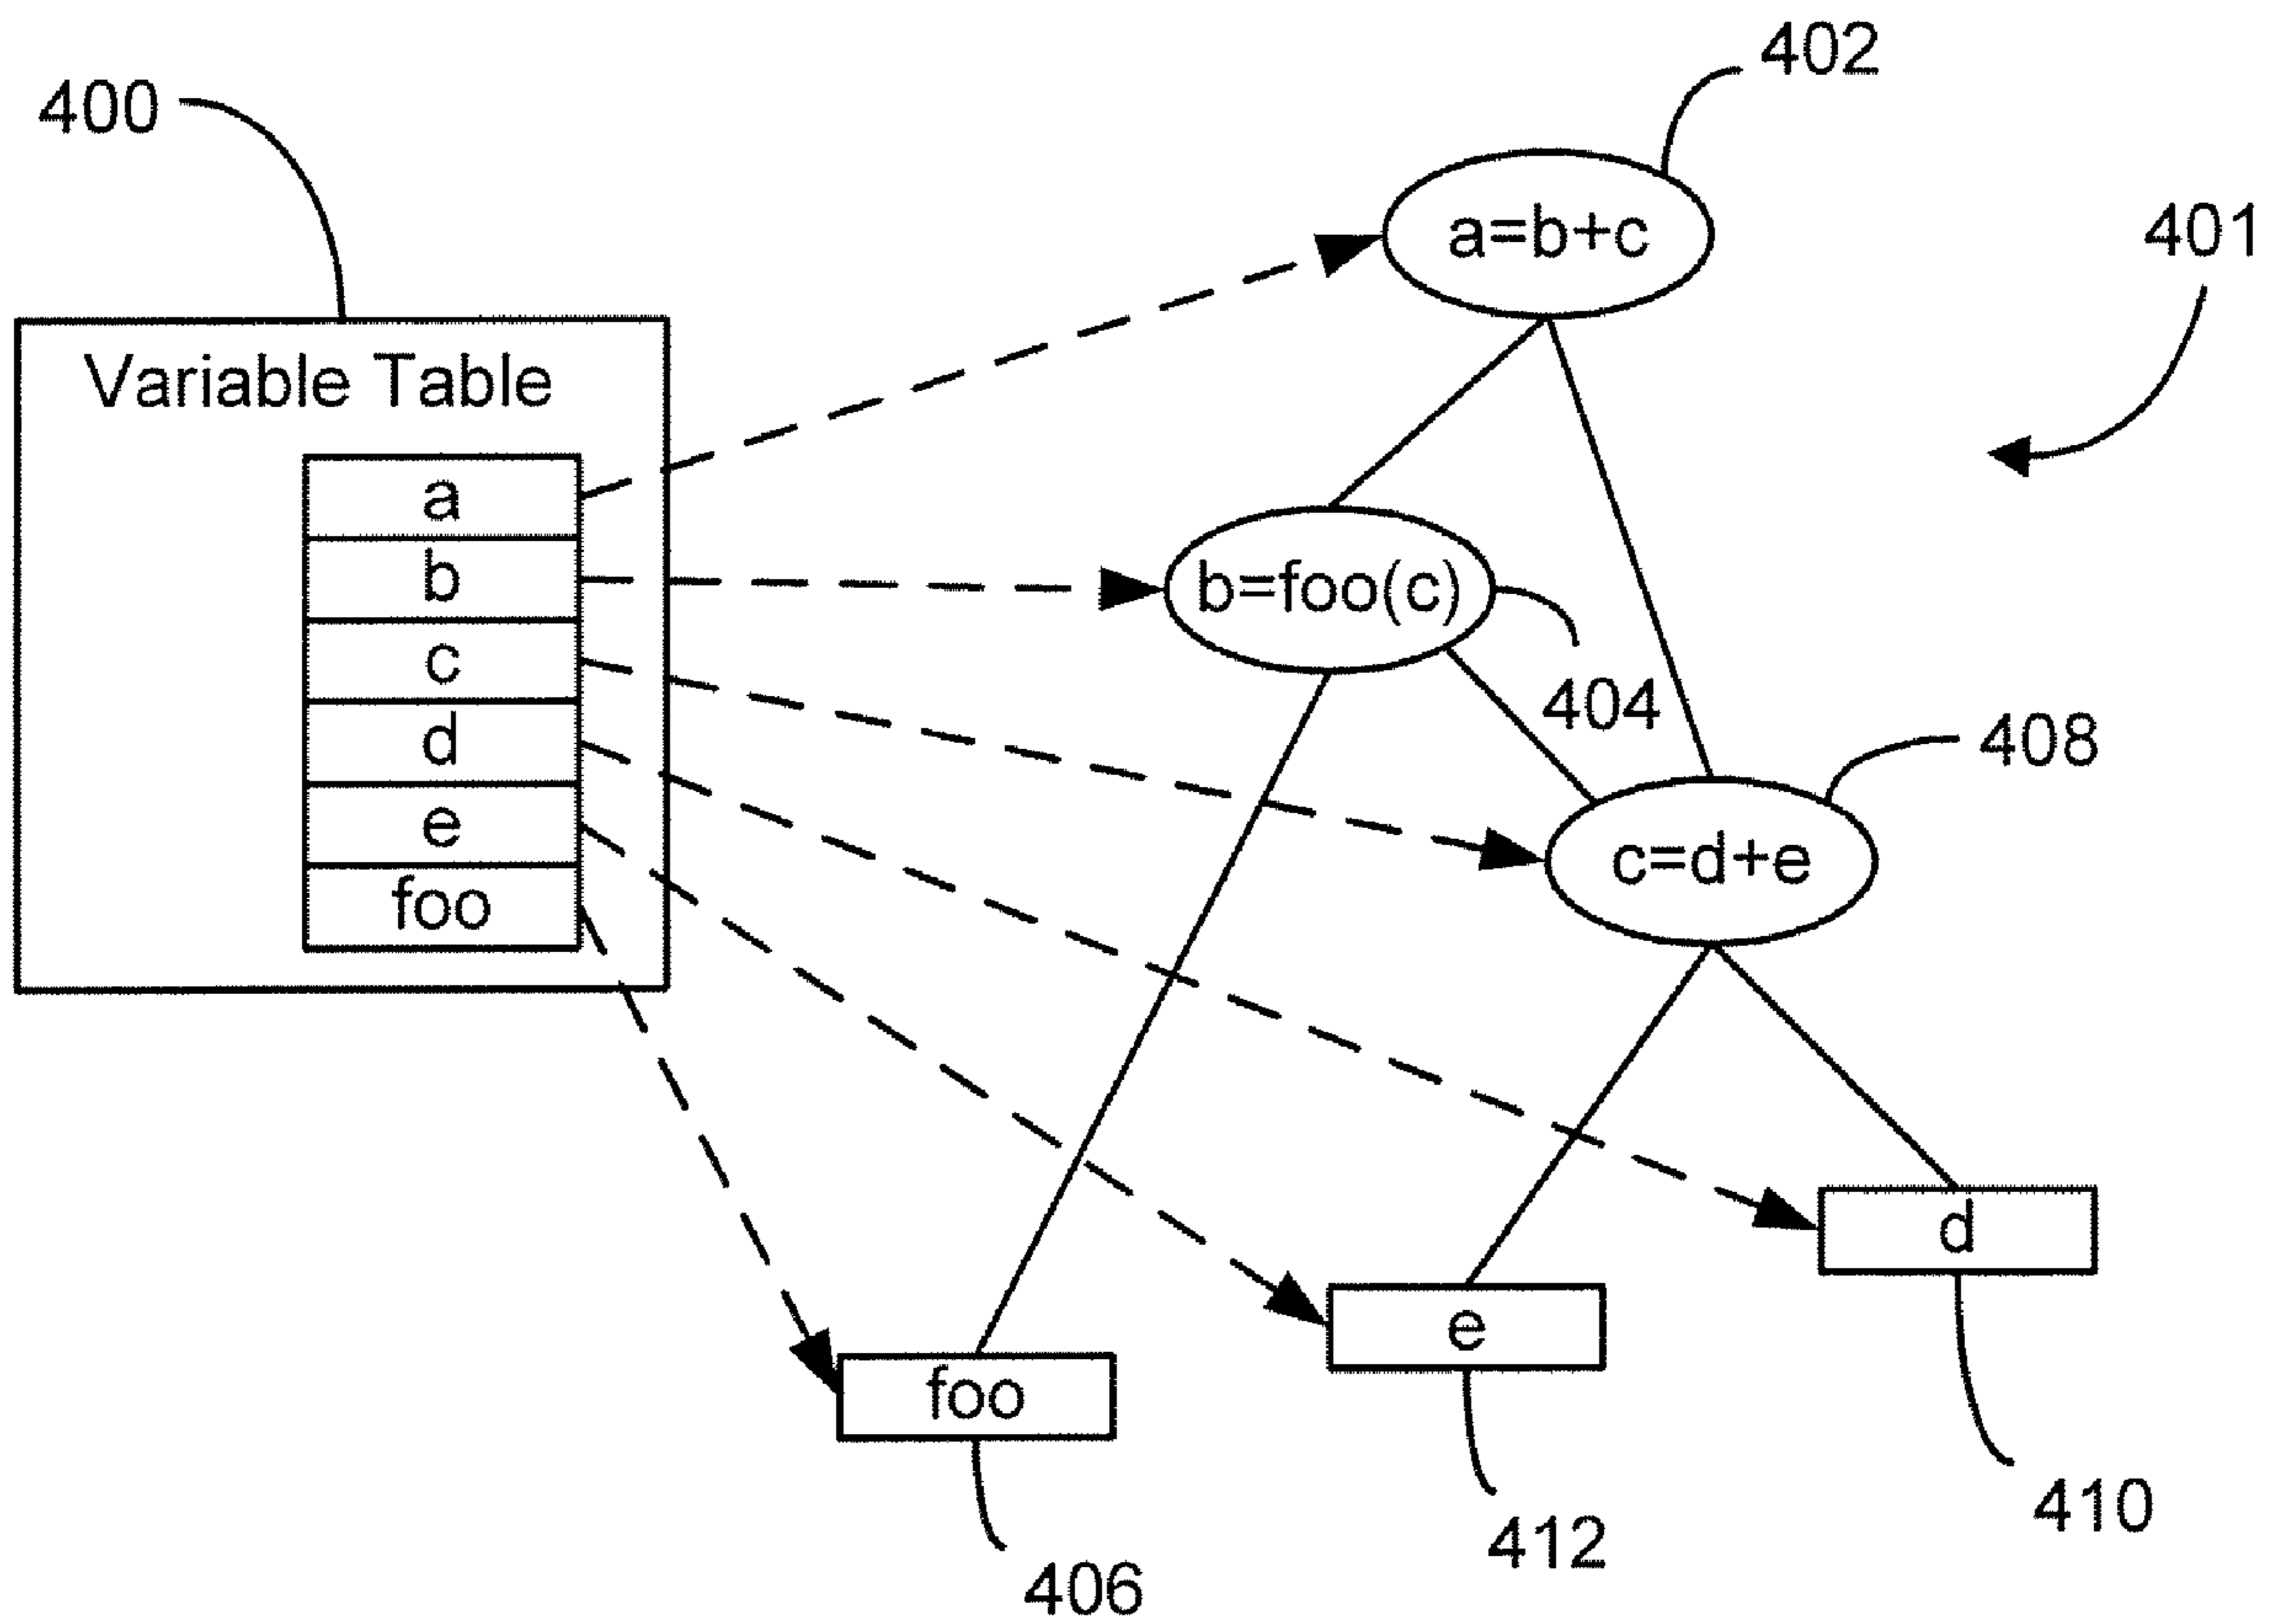 402
400
401
a=b+c
Variable Table
a
b
b=foo(c)
c
404
d
408
e
c=d+e
foo
d
e
foo
410
412
406